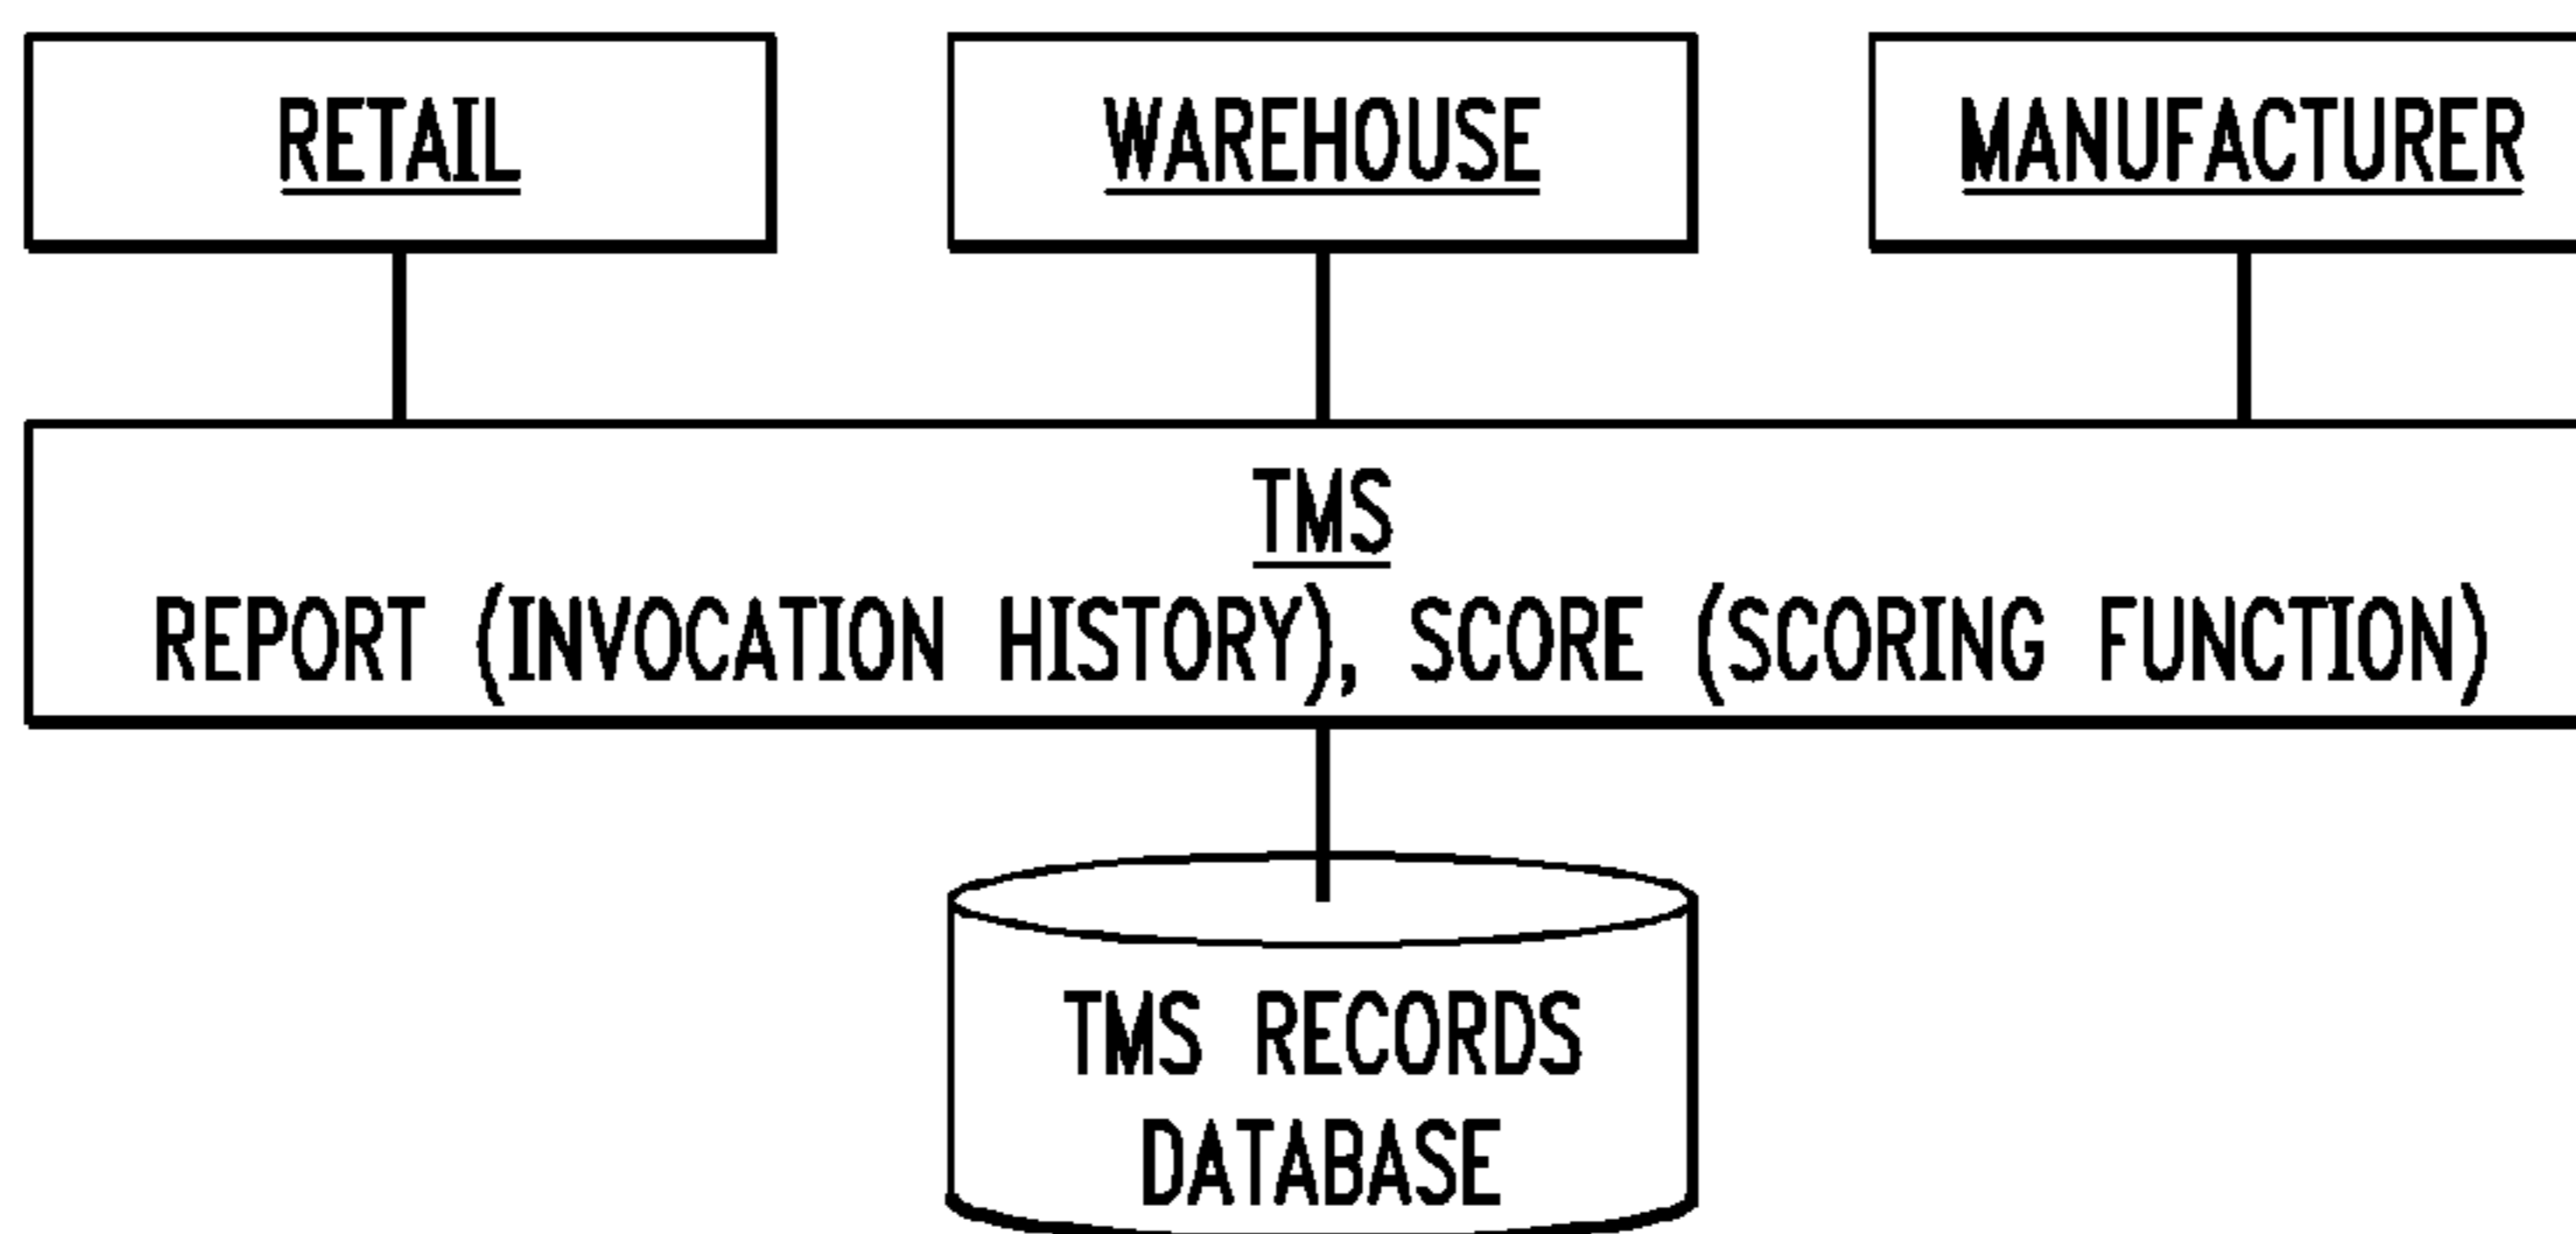 RETAIL
WAREHOUSE
MANUFACTURER
TMS
REPORT (INVOCATION HISTORY), SCORE (SCORING FUNCTION)
TMS RECORDS
DATABASE